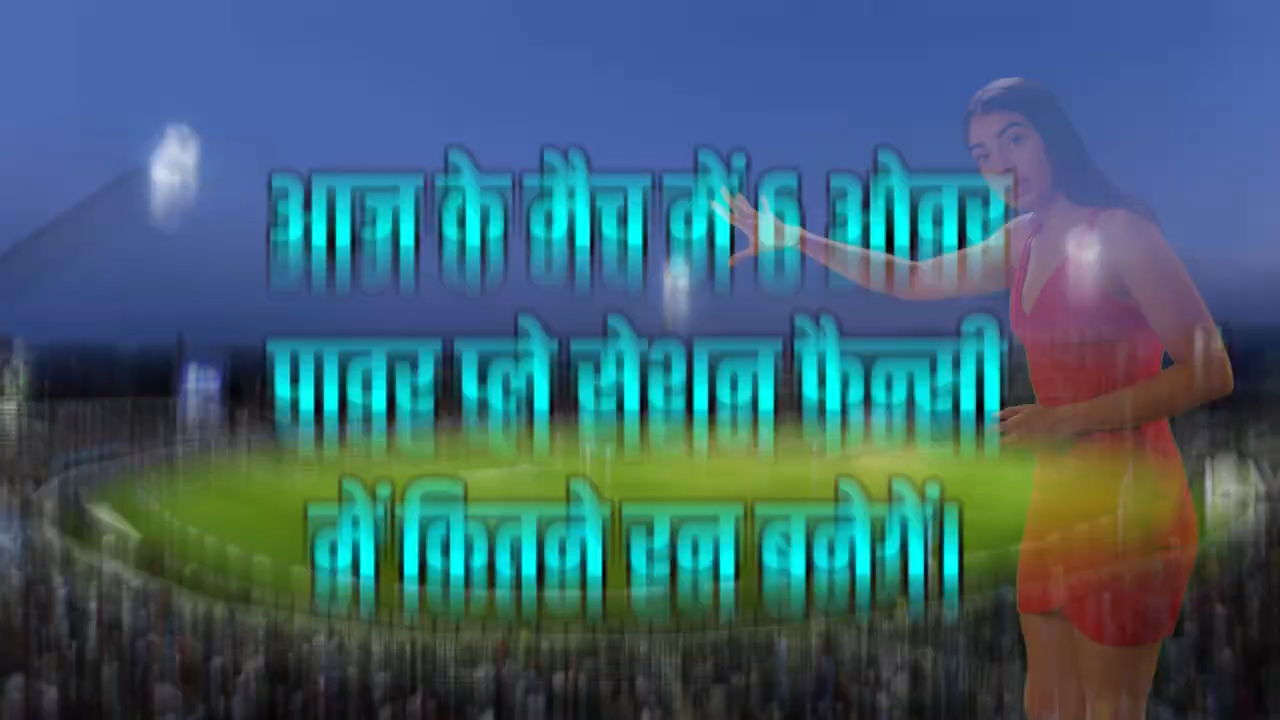 आज के मैच में 6 ओवर
पावर प्ले सेशन फैन्सी
में कितने रन बनेगें।